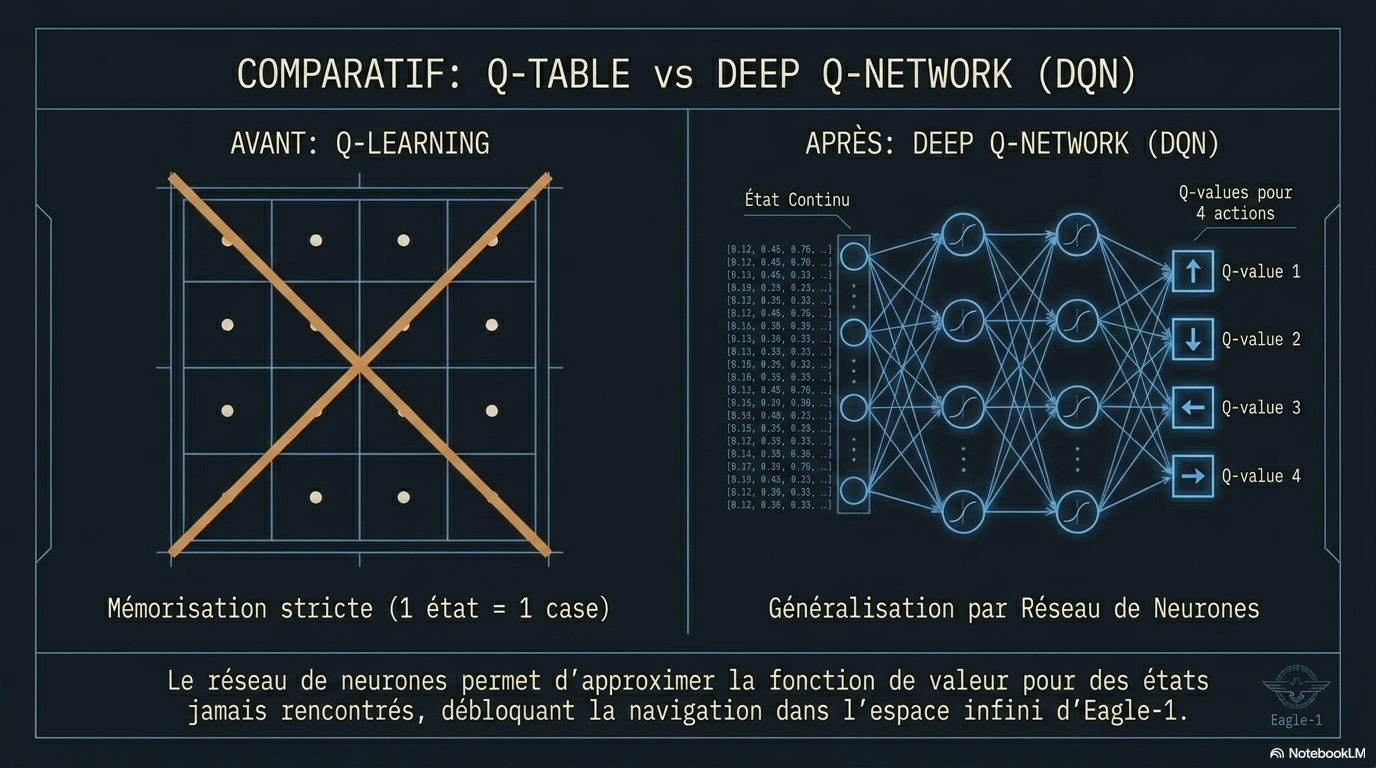 COMPARATIF: Q-TABLE vs DEEP Q-NETWORK (DQN)
AVANT: Q-LEARNING
Mémorisation stricte (1 état = 1 case)
APRÈS: DEEP Q-NETWORK (DQN)
État Continu
Q-values pour
4 actions
Q-value 1
Q-value 2
Q-value 3
Q-value 4
Généralisation par Réseau de Neurones
Le réseau de neurones permet d'approximer la fonction de valeur pour des états
jamais rencontrés, débloquant la navigation dans l'espace infini d'Eagle-1.
Eagle-1
NotebookLM